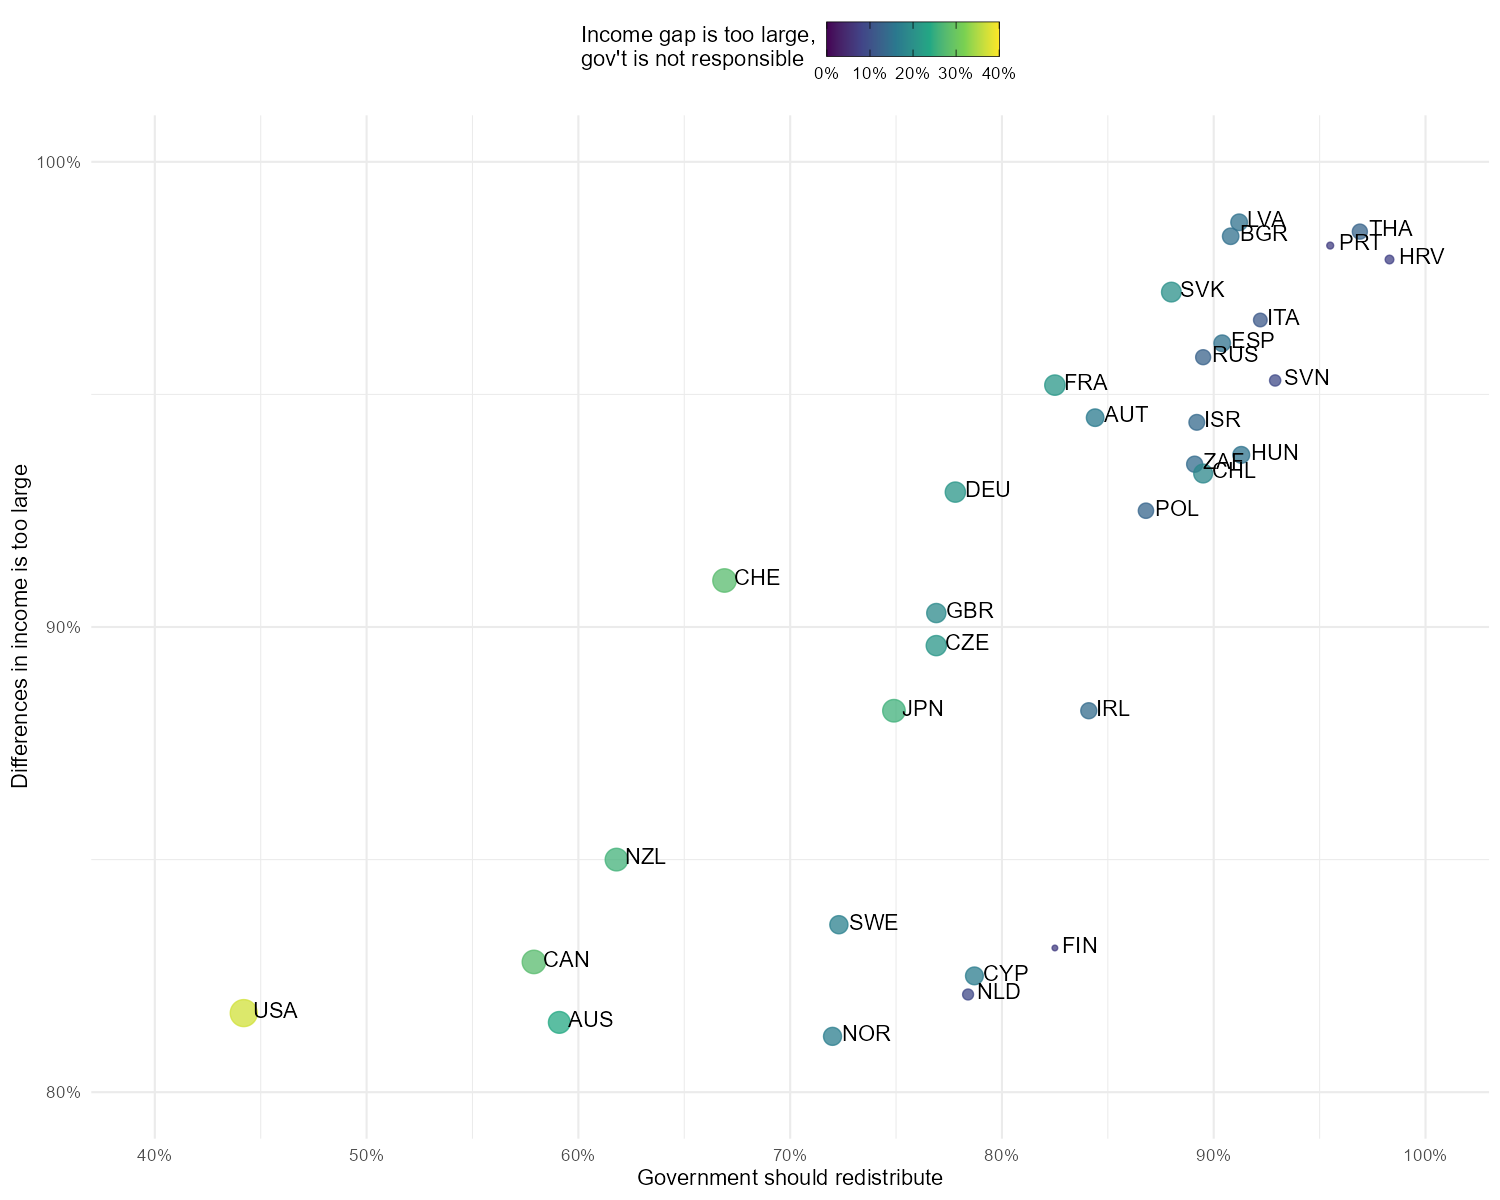 Income gap is too large,
gov't is not responsible
0% 10% 20% 30% 40%
Differences in income is too large
100%
90%
80%
LVA
BGR
THA
PRT
HRV
SVK
ITA
ESP
RUS
SVN
FRA
AUT
ISR
HUN
ZAF
CHL
DEU
POL
CHE
GBR
CZE
JPN
IRL
NZL
SWE
FIN
CAN
CYP
NLD
USA
AUS
NOR
40% 50% 60% 70% 80% 90% 100%
Government should redistribute